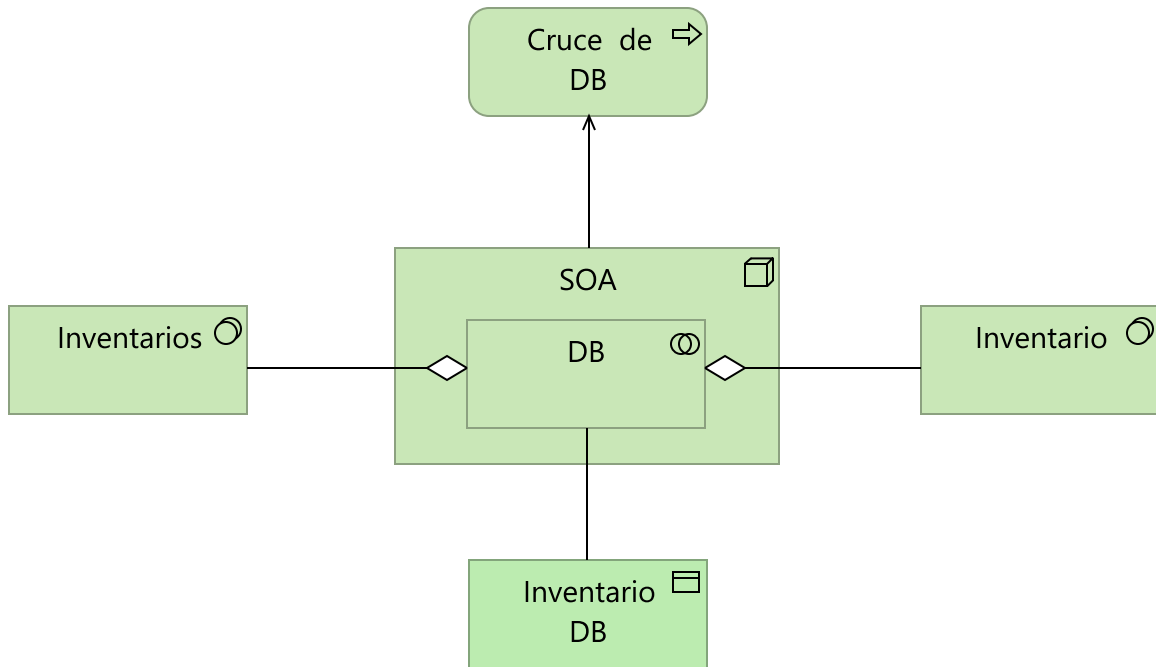 Cruce de
DB
SOA
Inventarios
DB
Inventario
Inventario
DB